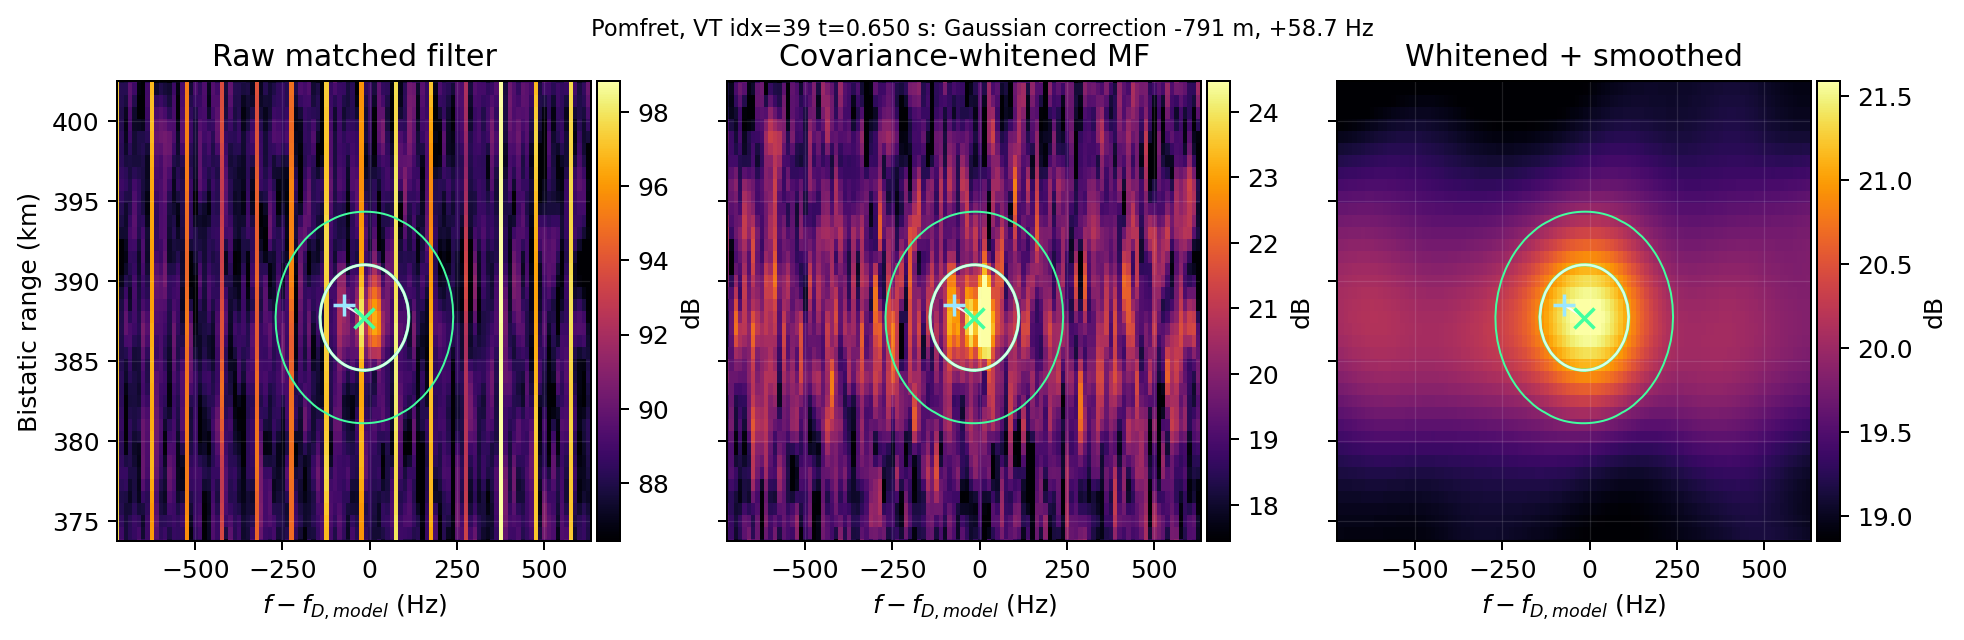 Pomfret, VT idx=39 t=0.650 s: Gaussian correction -791 m, +58.7 Hz
Raw matched filter
Covariance-whitened MF
Whitened + smoothed
Bistatic range (km)
400
395
390
385
380
375
−500 −250 0 250 500
f − f_{D, model} (Hz)
98
96
94
92
90
88
dB
−500 −250 0 250 500
f − f_{D, model} (Hz)
24
23
22
21
20
19
18
dB
−500 −250 0 250 500
f − f_{D, model} (Hz)
21.5
21.0
20.5
20.0
19.5
19.0
dB